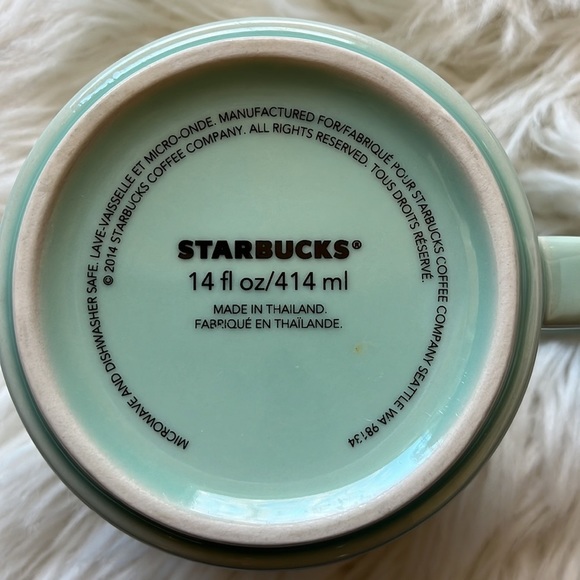 MICROWAVE AND DISHWASHER SAFE. LAVE-VAISSELLE ET MICRO-ONDE. MANUFACTURED FOR/FABRIQUÉ POUR STARBUCKS COFFEE COMPANY SEATTLE WA 98134
© 2014 STARBUCKS COFFEE COMPANY. ALL RIGHTS RESERVED. TOUS DROITS RÉSERVÉ.
STARBUCKS®
14 fl oz/414 ml
MADE IN THAILAND.
FABRIQUÉ EN THAÏLANDE.